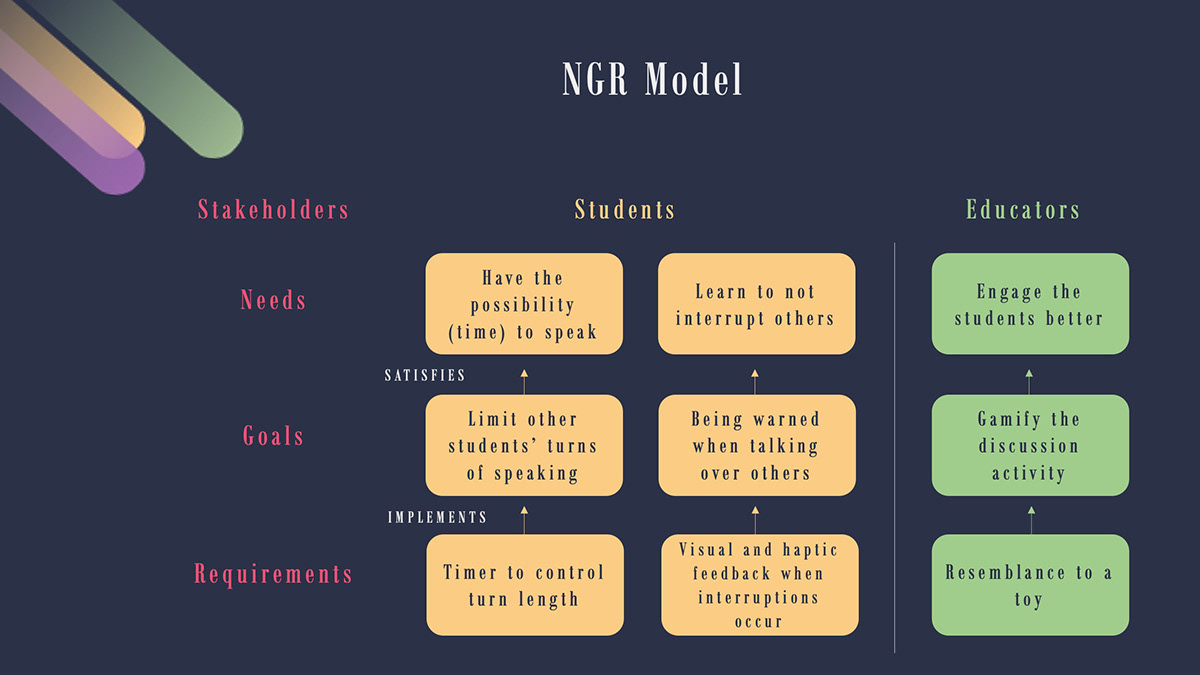 NGR Model
Stakeholders
Students
Educators
Needs
Have the
possibility
(time) to speak
Learn to not
interrupt others
Engage the
students better
SATISFIES
Goals
Limit other
students’ turns
of speaking
Being warned
when talking
over others
Gamify the
discussion
activity
IMPLEMENTS
Requirements
Timer to control
turn length
Visual and haptic
feedback when
interruptions
occur
Resemblance to a
toy